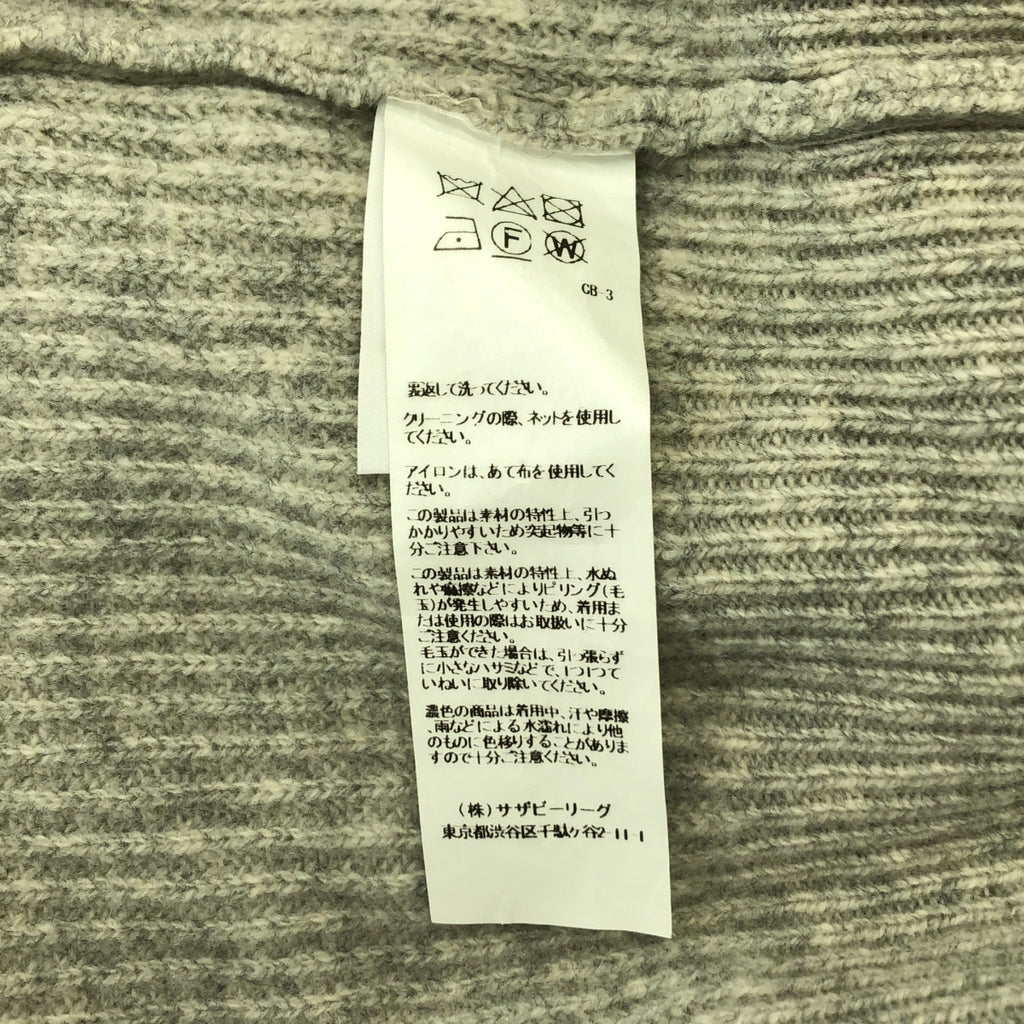 F W
CB-3
裏返して洗ってください。
クリーニングの際、ネットを使用し
てください。
アイロンは、あて布を使用してく
ださい。
この製品は素材の特性上、引っ
かかりやすいため突起物等に十
分ご注意下さい。
この製品は素材の特性上、水ぬ
れや摩擦などによりピリング(毛
玉)が発生しやすいため、着用ま
たは使用の際はお取扱いに十分
ご注意ください。
毛玉ができた場合は、引っ張らず
に小さなハサミなどで、1つ1つて
いねいに取り除いてください。
濃色の商品は着用中、汗や摩擦
、雨などによる水濡れにより他
のものに色移りすることがありま
すので十分ご注意ください。
(株)サザビーリーグ
東京都渋谷区千駄ヶ谷2-11-1